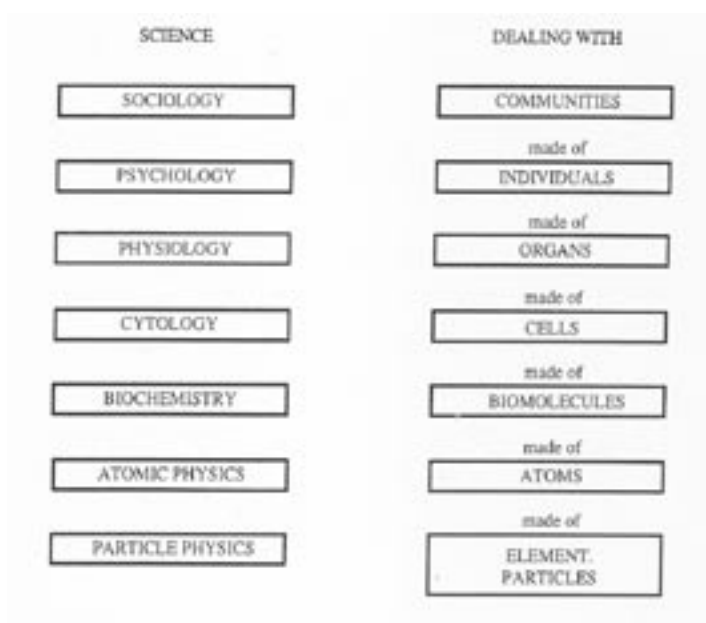 SCIENCE DEALING WITH
SOCIOLOGY COMMUNITIES
made of
PSYCHOLOGY INDIVIDUALS
made of
PHYSIOLOGY ORGANS
made of
CYTOLOGY CELLS
made of
BIOCHEMISTRY BIOMOLECULES
made of
ATOMIC PHYSICS ATOMS
made of
PARTICLE PHYSICS ELEMENT.
PARTICLES